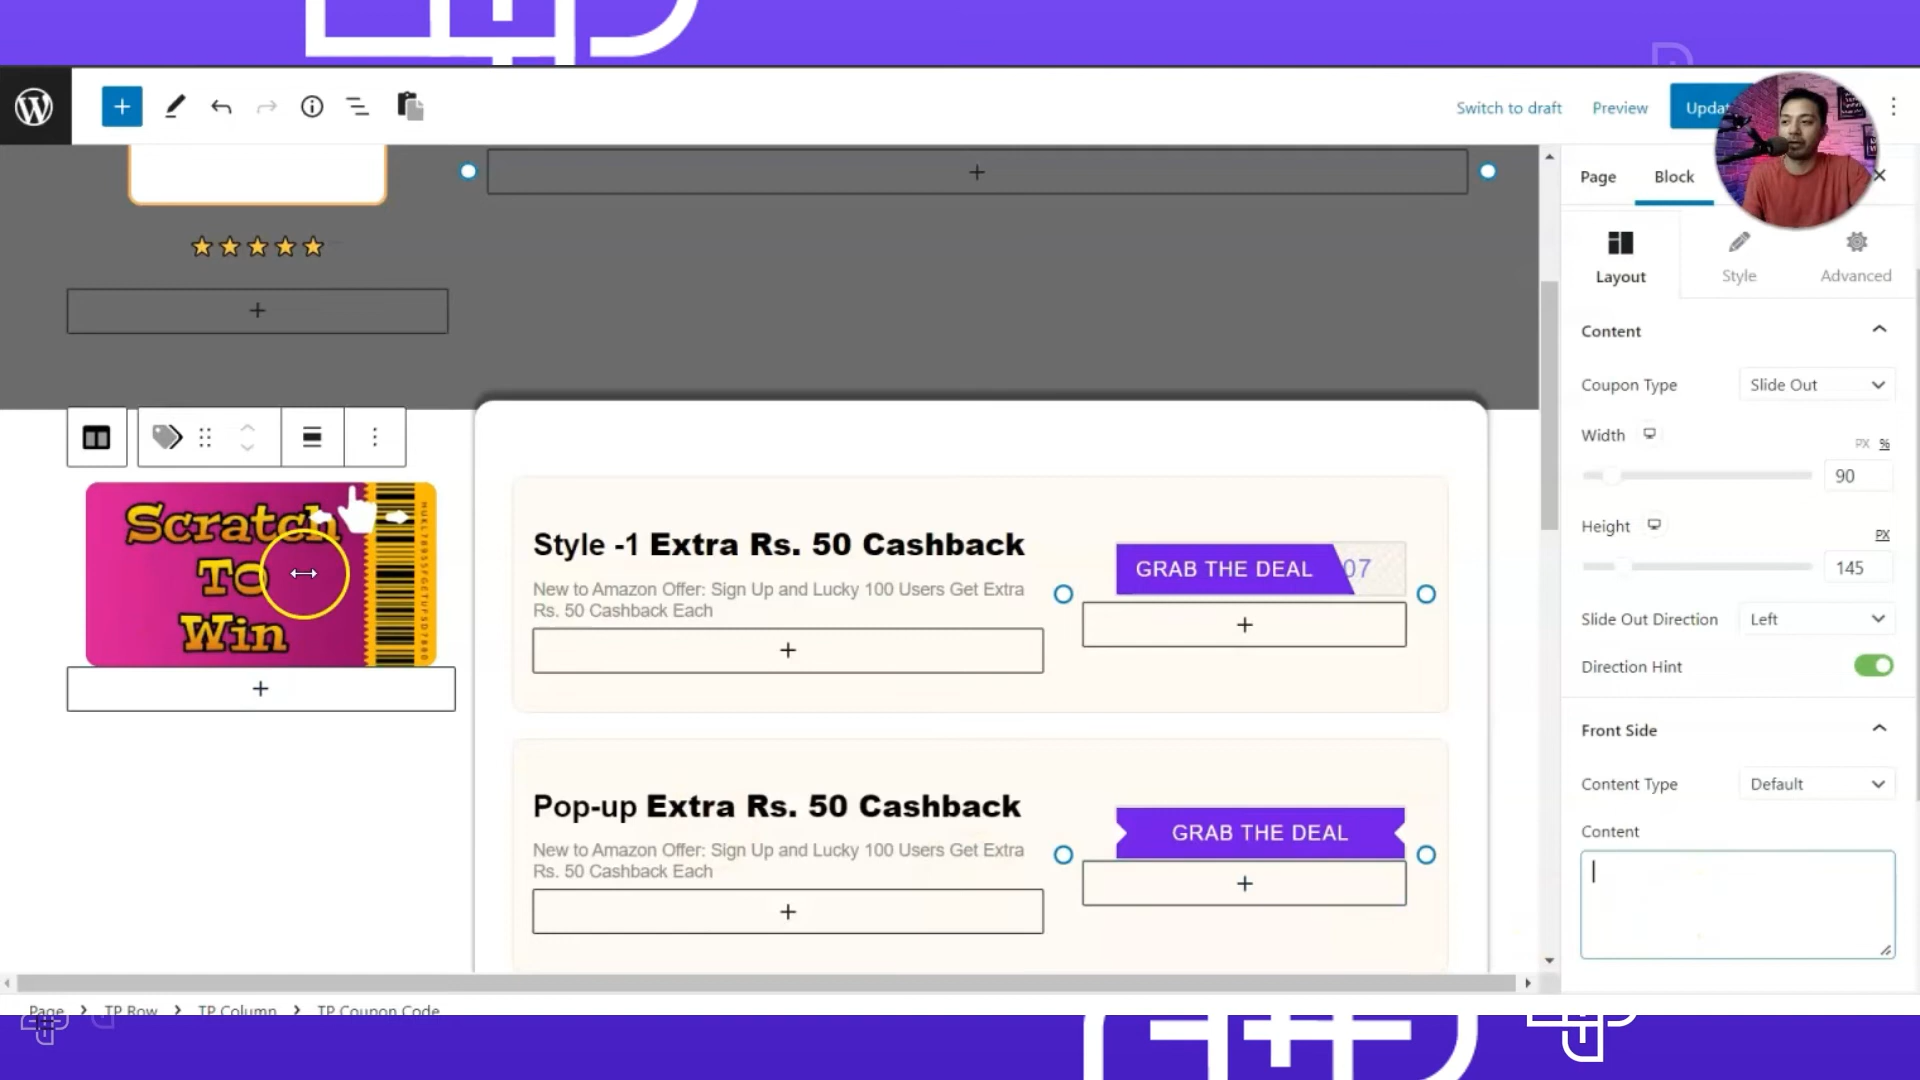 Switch to draft
Preview
Updat
Page
Block
Layout
Style
Advanced
Content
Coupon Type
Slide Out
Width
PX %
90
Height
PX
145
Slide Out Direction
Left
Direction Hint
Front Side
Content Type
Default
Content
Scratch
TO
Win
Style -1 Extra Rs. 50 Cashback
New to Amazon Offer: Sign Up and Lucky 100 Users Get Extra
Rs. 50 Cashback Each
GRAB THE DEAL
07
Pop-up Extra Rs. 50 Cashback
New to Amazon Offer: Sign Up and Lucky 100 Users Get Extra
Rs. 50 Cashback Each
GRAB THE DEAL
Page > TP Row > TP Column > TP Coupon Code